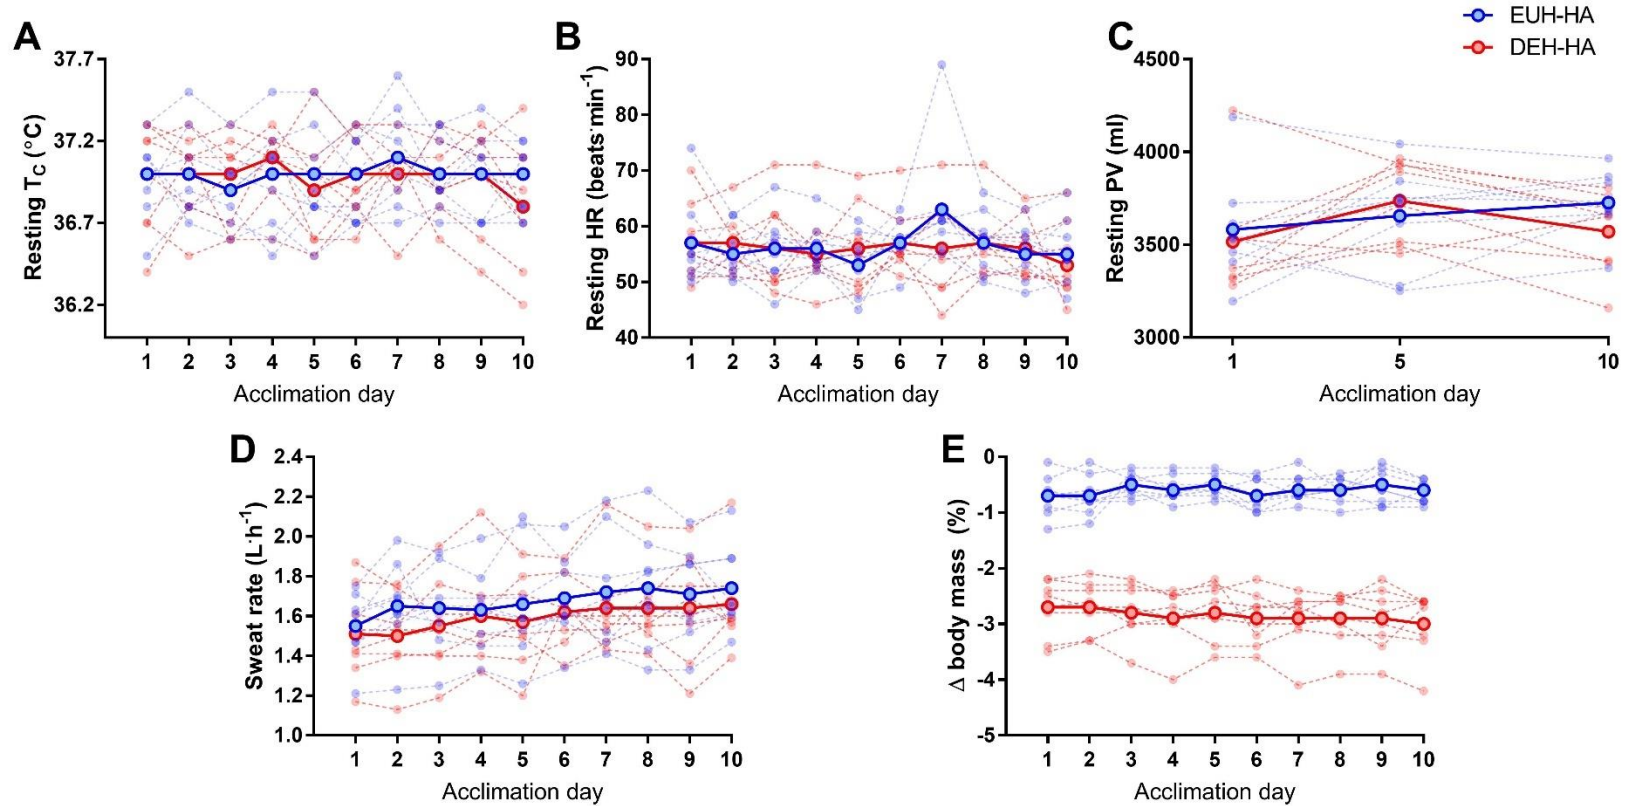 EUH-HA
DEH-HA
A
37.7
37.2
36.7
36.2
Resting TC (°C)
1 2 3 4 5 6 7 8 9 10
Acclimation day
B
90
80
70
60
50
40
Resting HR (beats·min-1)
1 2 3 4 5 6 7 8 9 10
Acclimation day
C
4500
4000
3500
3000
Resting PV (ml)
1 5 10
Acclimation day
D
2.4
2.2
2.0
1.8
1.6
1.4
1.2
1.0
Sweat rate (L·h-1)
1 2 3 4 5 6 7 8 9 10
Acclimation day
E
0
-1
-2
-3
-4
-5
Δ body mass (%)
1 2 3 4 5 6 7 8 9 10
Acclimation day